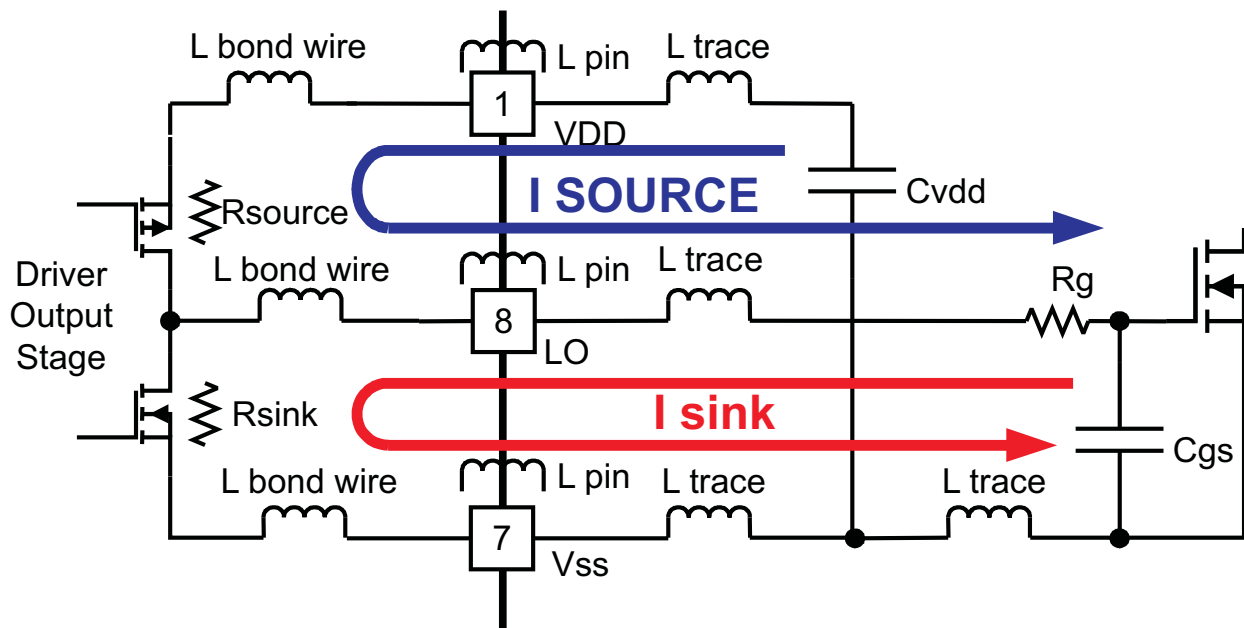 L bond wire
L pin
L trace
1
VDD
I SOURCE
Cvdd
Rsource
L bond wire
L pin
L trace
Driver
Output
Stage
8
LO
Rg
Rsink
I sink
L bond wire
L pin
L trace
L trace
Cgs
7
Vss